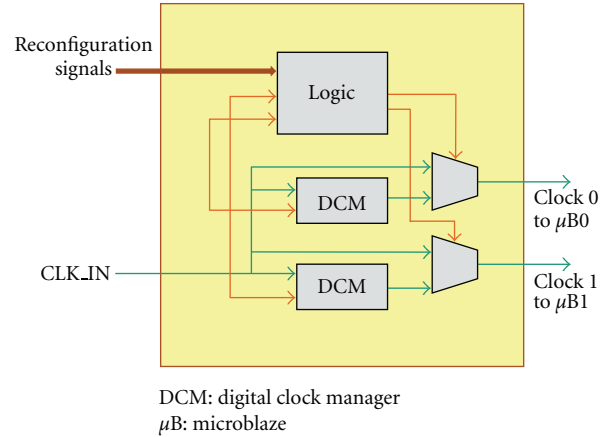 Reconfiguration
signals
Logic
DCM
Clock 0
to µB0
CLK_IN
DCM
Clock 1
to µB1
DCM: digital clock manager
µB: microblaze